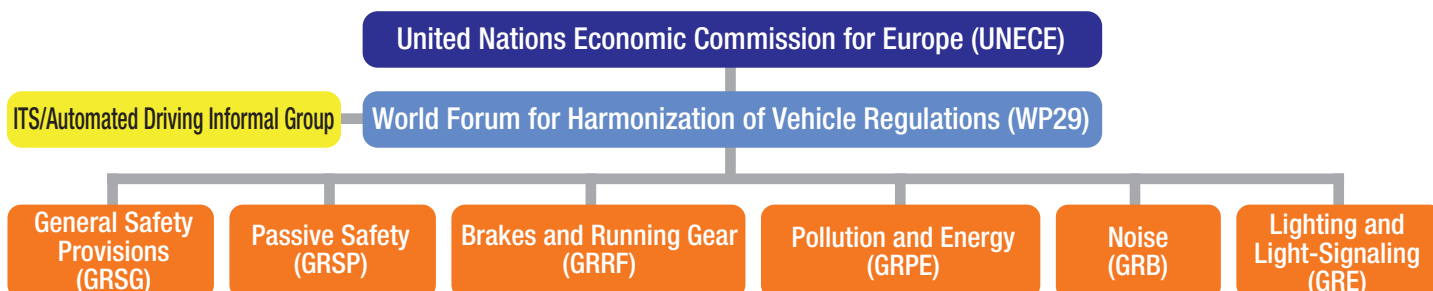 United Nations Economic Commission for Europe (UNECE)
ITS/Automated Driving Informal Group
World Forum for Harmonization of Vehicle Regulations (WP29)
General Safety
Provisions
(GRSG)
Passive Safety
(GRSP)
Brakes and Running Gear
(GRRF)
Pollution and Energy
(GRPE)
Noise
(GRB)
Lighting and
Light-Signaling
(GRE)